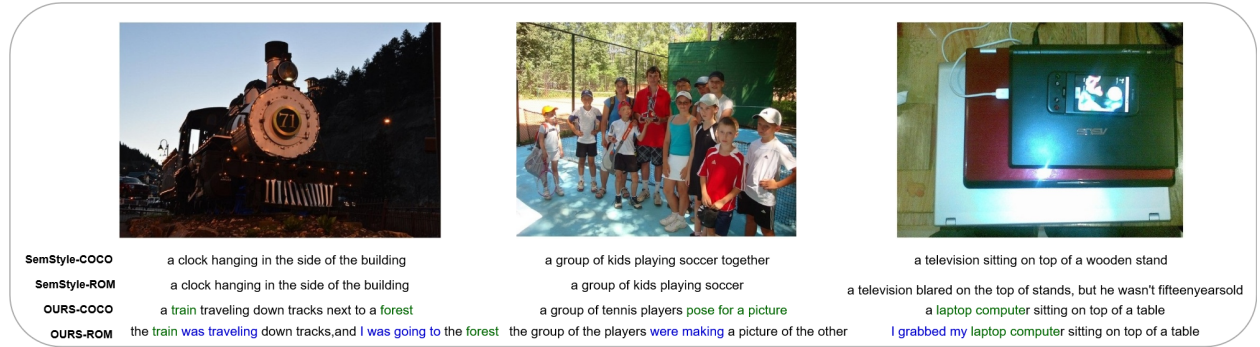 71
ASUS
SemStyle-COCO a clock hanging in the side of the building a group of kids playing soccer together a television sitting on top of a wooden stand
SemStyle-ROM a clock hanging in the side of the building a group of kids playing soccer a television blared on the top of stands, but he wasn't fifteenyearsold
OURS-COCO a train traveling down tracks next to a forest a group of tennis players pose for a picture a laptop computer sitting on top of a table
OURS-ROM the train was traveling down tracks,and I was going to the forest the group of the players were making a picture of the other I grabbed my laptop computer sitting on top of a table